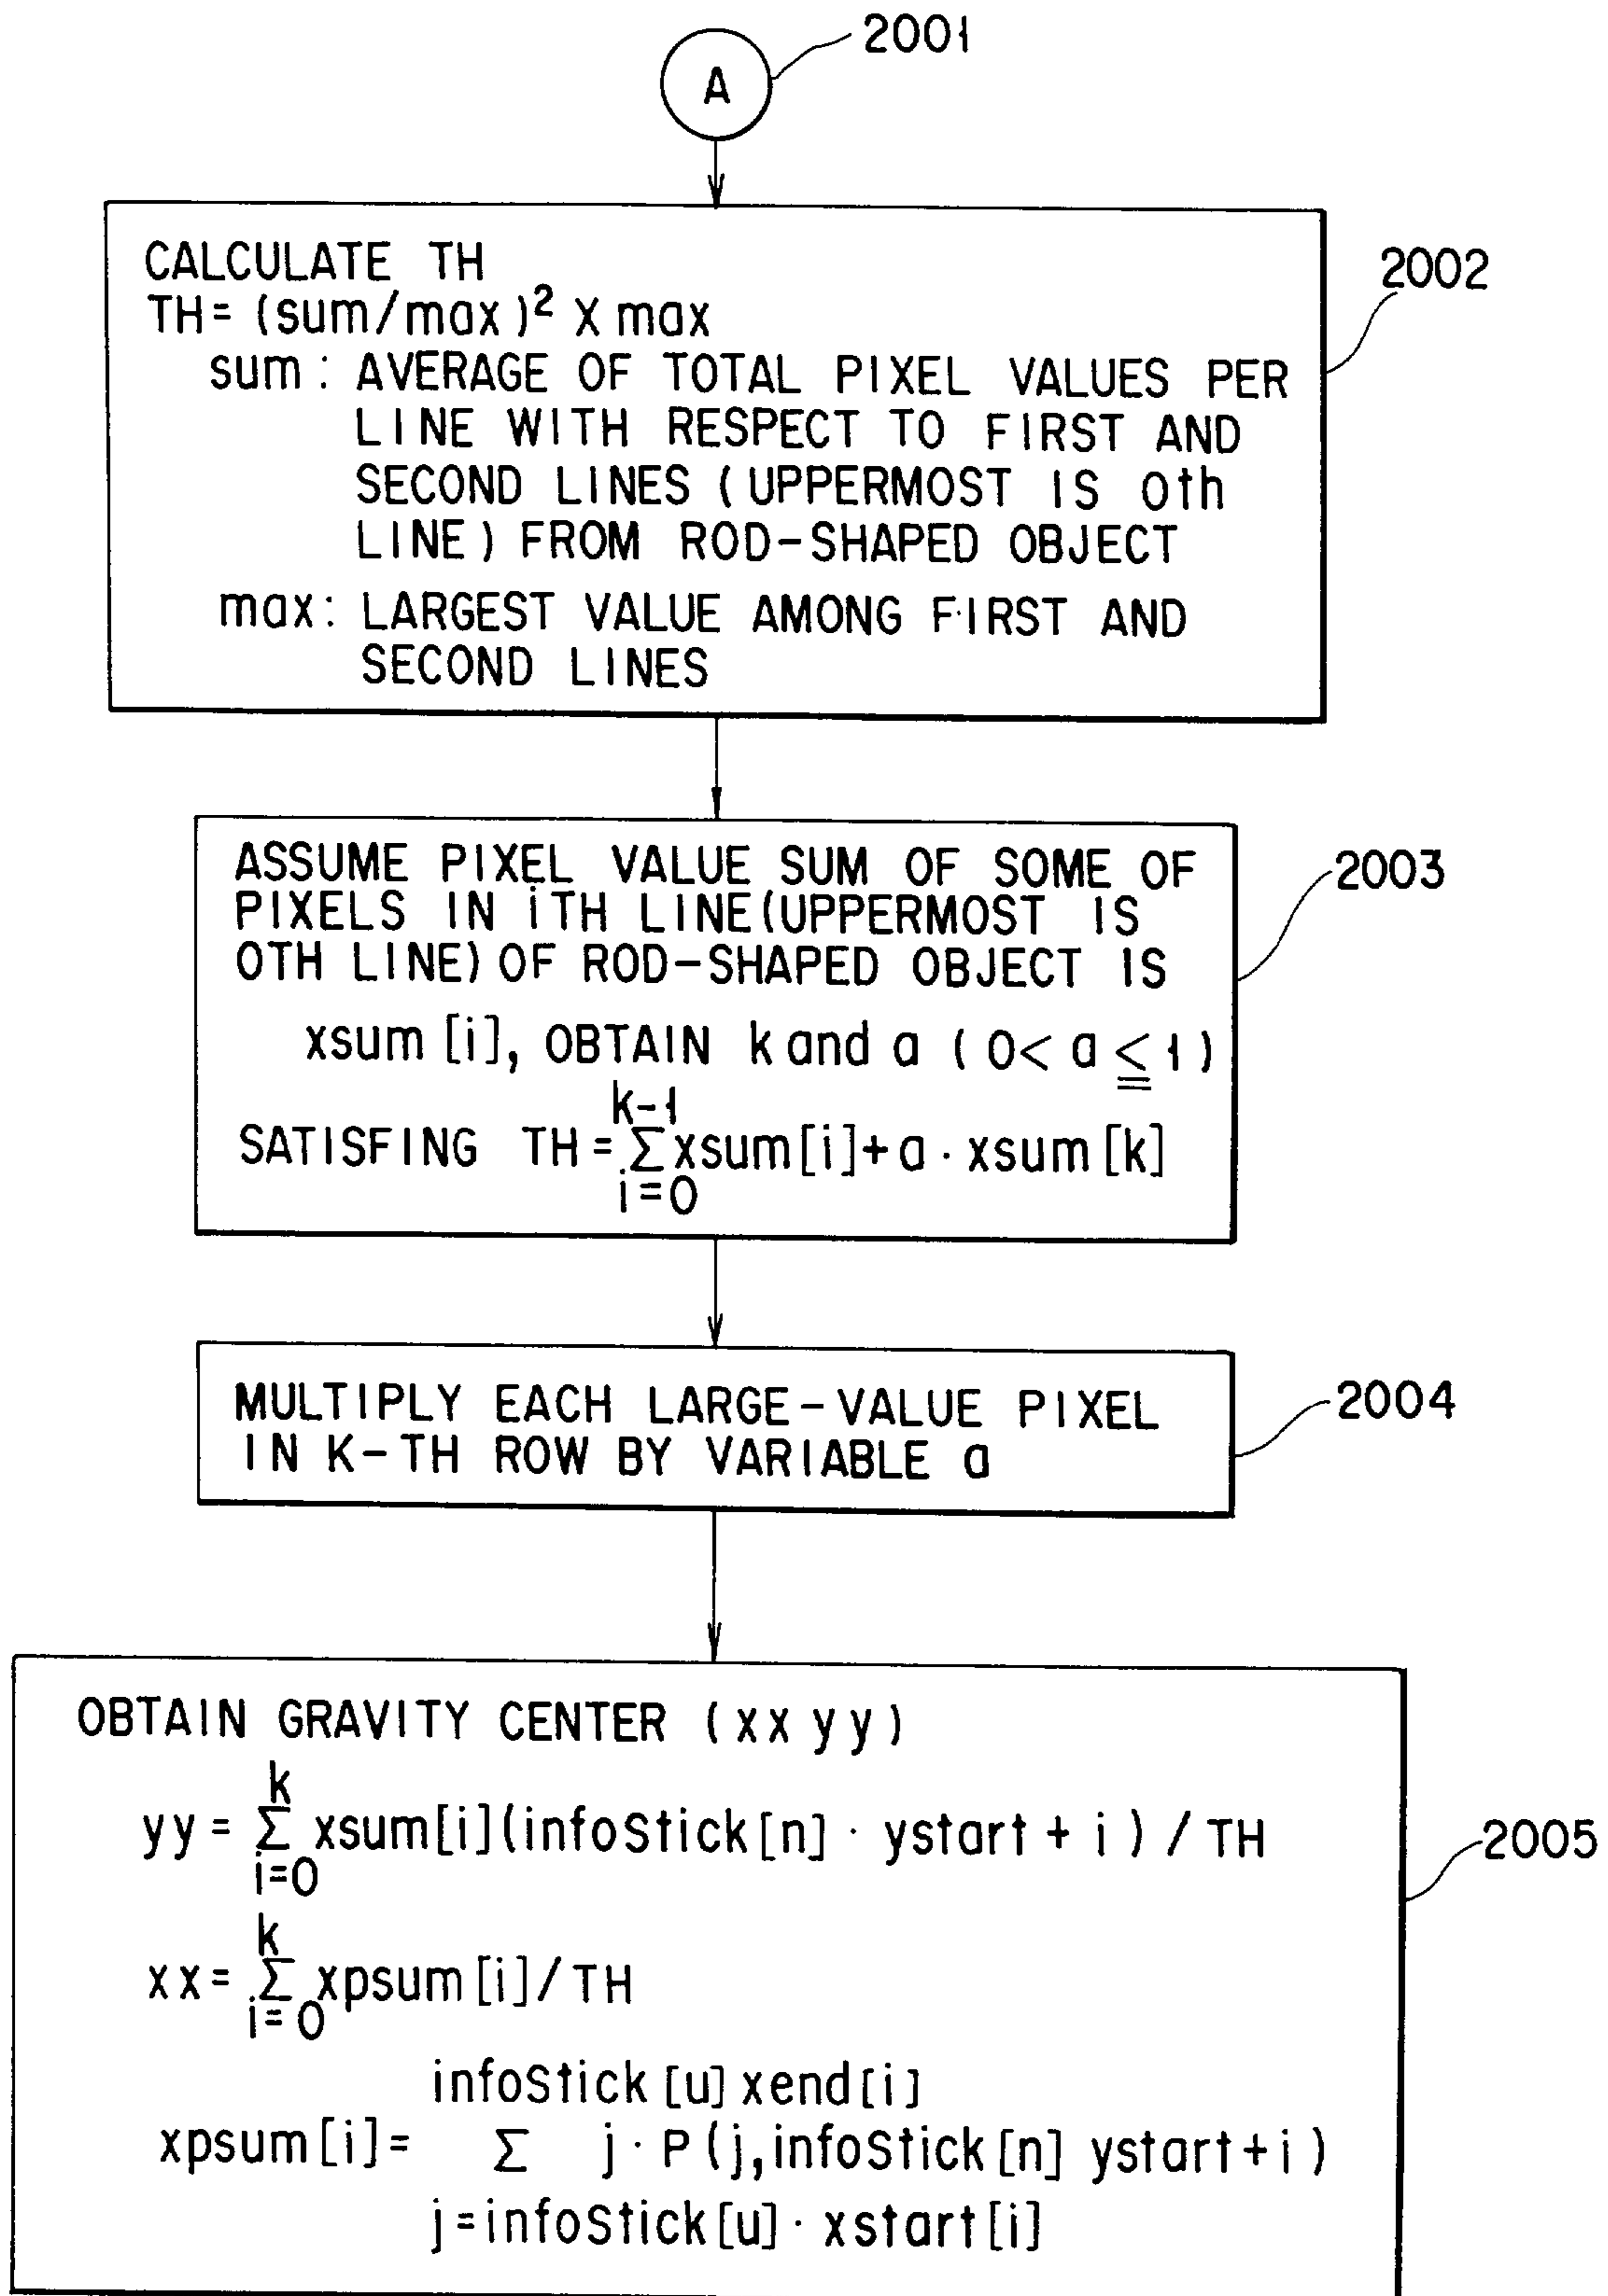 2001
A
2002
CALCULATE TH
TH = (sum/max)² X max
sum : AVERAGE OF TOTAL PIXEL VALUES PER
LINE WITH RESPECT TO FIRST AND
SECOND LINES (UPPERMOST IS 0th
LINE) FROM ROD-SHAPED OBJECT
max : LARGEST VALUE AMONG FIRST AND
SECOND LINES
2003
ASSUME PIXEL VALUE SUM OF SOME OF
PIXELS IN iTH LINE (UPPERMOST IS
0TH LINE) OF ROD-SHAPED OBJECT IS
xsum [i], OBTAIN k and a ( 0< a ≦ 1 )
k-1
SATISFING TH = Σ xsum[i] + a · xsum [k]
i=0
2004
MULTIPLY EACH LARGE-VALUE PIXEL
IN K-TH ROW BY VARIABLE a
2005
OBTAIN GRAVITY CENTER ( xx yy )
k
yy = Σ xsum[i] (infoStick[n] · ystart + i ) / TH
i=0
k
xx = Σ xpsum [i] / TH
i=0
infoStick [u] xend[i]
xpsum [i] = Σ j · P (j, infoStick [n] ystart + i )
j = infoStick [u] · xstart [i]